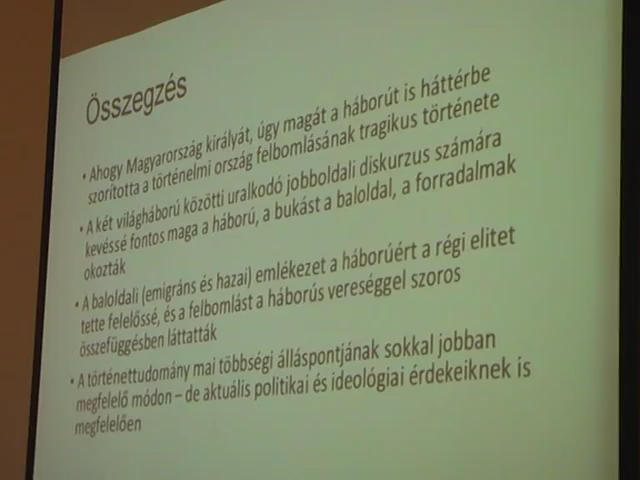 Összegzés
• Ahogy Magyarország királyát, úgy magát a háborút is háttérbe
szorította a történelmi ország felbomlásának tragikus története
• A két világháború közötti uralkodó jobboldali diskurzus számára
kevéssé fontos maga a háború, a bukást a baloldal, a forradalmak
okozták
• A baloldali (emigráns és hazai) emlékezet a háborúért a régi elitet
tette felelőssé, és a felbomlást a háborús vereséggel szoros
összefüggésben láttatták
• A történettudomány mai többségi álláspontjának sokkal jobban
megfelelő módon – de aktuális politikai és ideológiai érdekeiknek is
megfelelően